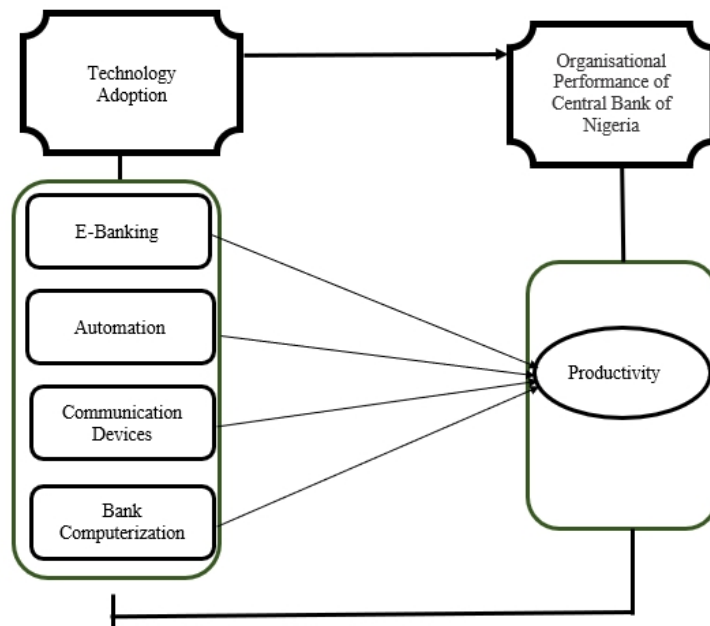 Technology
Adoption
Organisational
Performance of
Central Bank of
Nigeria
E-Banking
Automation
Communication
Devices
Bank
Computerization
Productivity